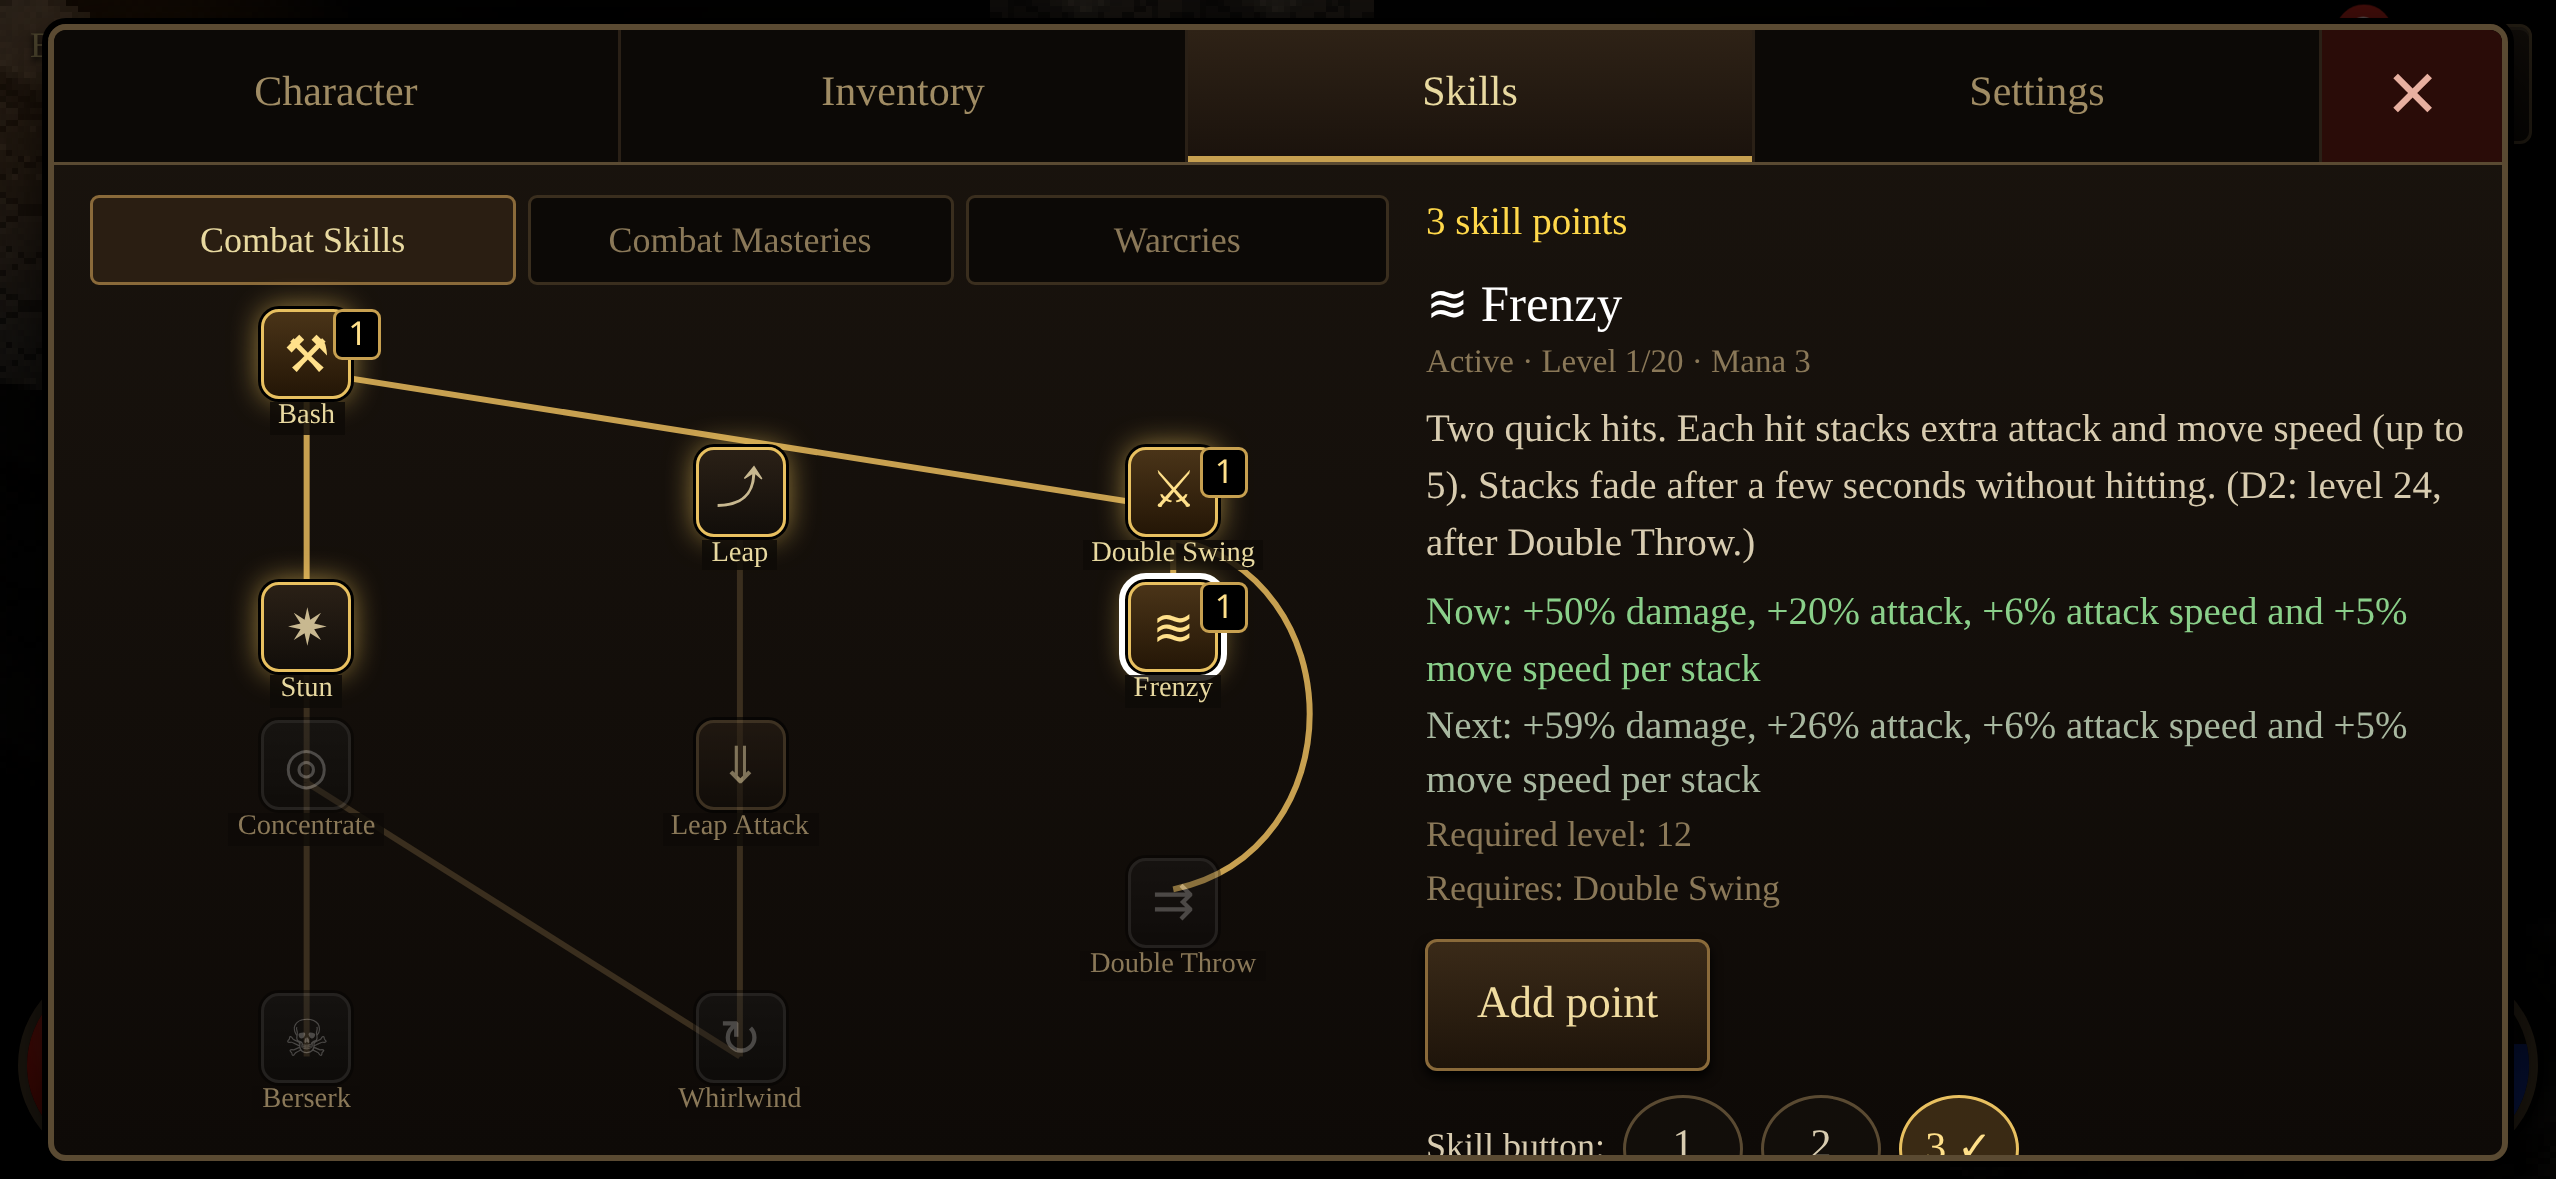 Character
Inventory
Skills
Settings
✕
Combat Skills
Combat Masteries
Warcries
1
Bash
Leap
1
Double Swing
Stun
1
Frenzy
Concentrate
Leap Attack
Double Throw
Berserk
Whirlwind
3 skill points
≋ Frenzy
Active · Level 1/20 · Mana 3
Two quick hits. Each hit stacks extra attack and move speed (up to
5). Stacks fade after a few seconds without hitting. (D2: level 24,
after Double Throw.)
Now: +50% damage, +20% attack, +6% attack speed and +5%
move speed per stack
Next: +59% damage, +26% attack, +6% attack speed and +5%
move speed per stack
Required level: 12
Requires: Double Swing
Add point
Skill button: 1 2 3 ✓